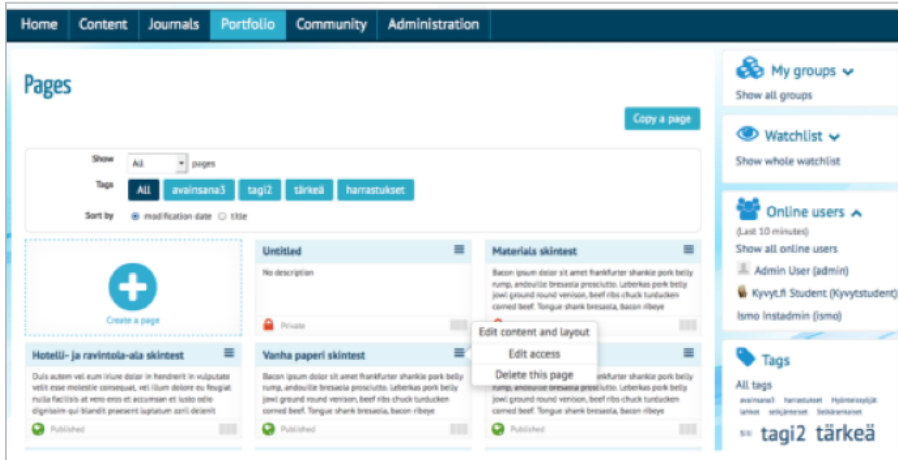 Home Content Journals Portfolio Community Administration
Pages
Copy a page
Show All pages
Tags All avainsana3 tagi2 tärkeä harrastukset
Sort by modification date title
Create a page
Untitled
No description
Private
Materials skintest
Bacon ipsum dolor sit amet frankfurter shankle pork belly
rump, andouille bresaola prosciutto. Leberkas pork belly
jowl ground round venison, beef ribs chuck turducken
corned beef. Tongue shank bresaola, bacon ribeye
Edit content and layout
Edit access
Delete this page
Hotelli- ja ravintola-ala skintest
Duis autem vel eum iriure dolor in hendrerit in vulputate
velit esse molestie consequat, vel illum dolore eu feugiat
nulla facilisis at vero eros et accumsan et iusto odio
dignissim qui blandit praesent luptatum zzril delenit
Published
Vanha paperi skintest
Bacon ipsum dolor sit amet frankfurter shankle pork belly
rump, andouille bresaola prosciutto. Leberkas pork belly
jowl ground round venison, beef ribs chuck turducken
corned beef. Tongue shank bresaola, bacon ribeye
Published
rump, andouille bresaola prosciutto. Leberkas pork belly
jowl ground round venison, beef ribs chuck turducken
corned beef. Tongue shank bresaola, bacon ribeye
Published
My groups
Show all groups
Watchlist
Show whole watchlist
Online users
(Last 10 minutes)
Show all online users
Admin User (admin)
Kyvyt.fi Student (Kyvytstudent)
Ismo Instadmin (ismo)
Tags
All tags
avainsana3 harrastukset
tagi2 tärkeä